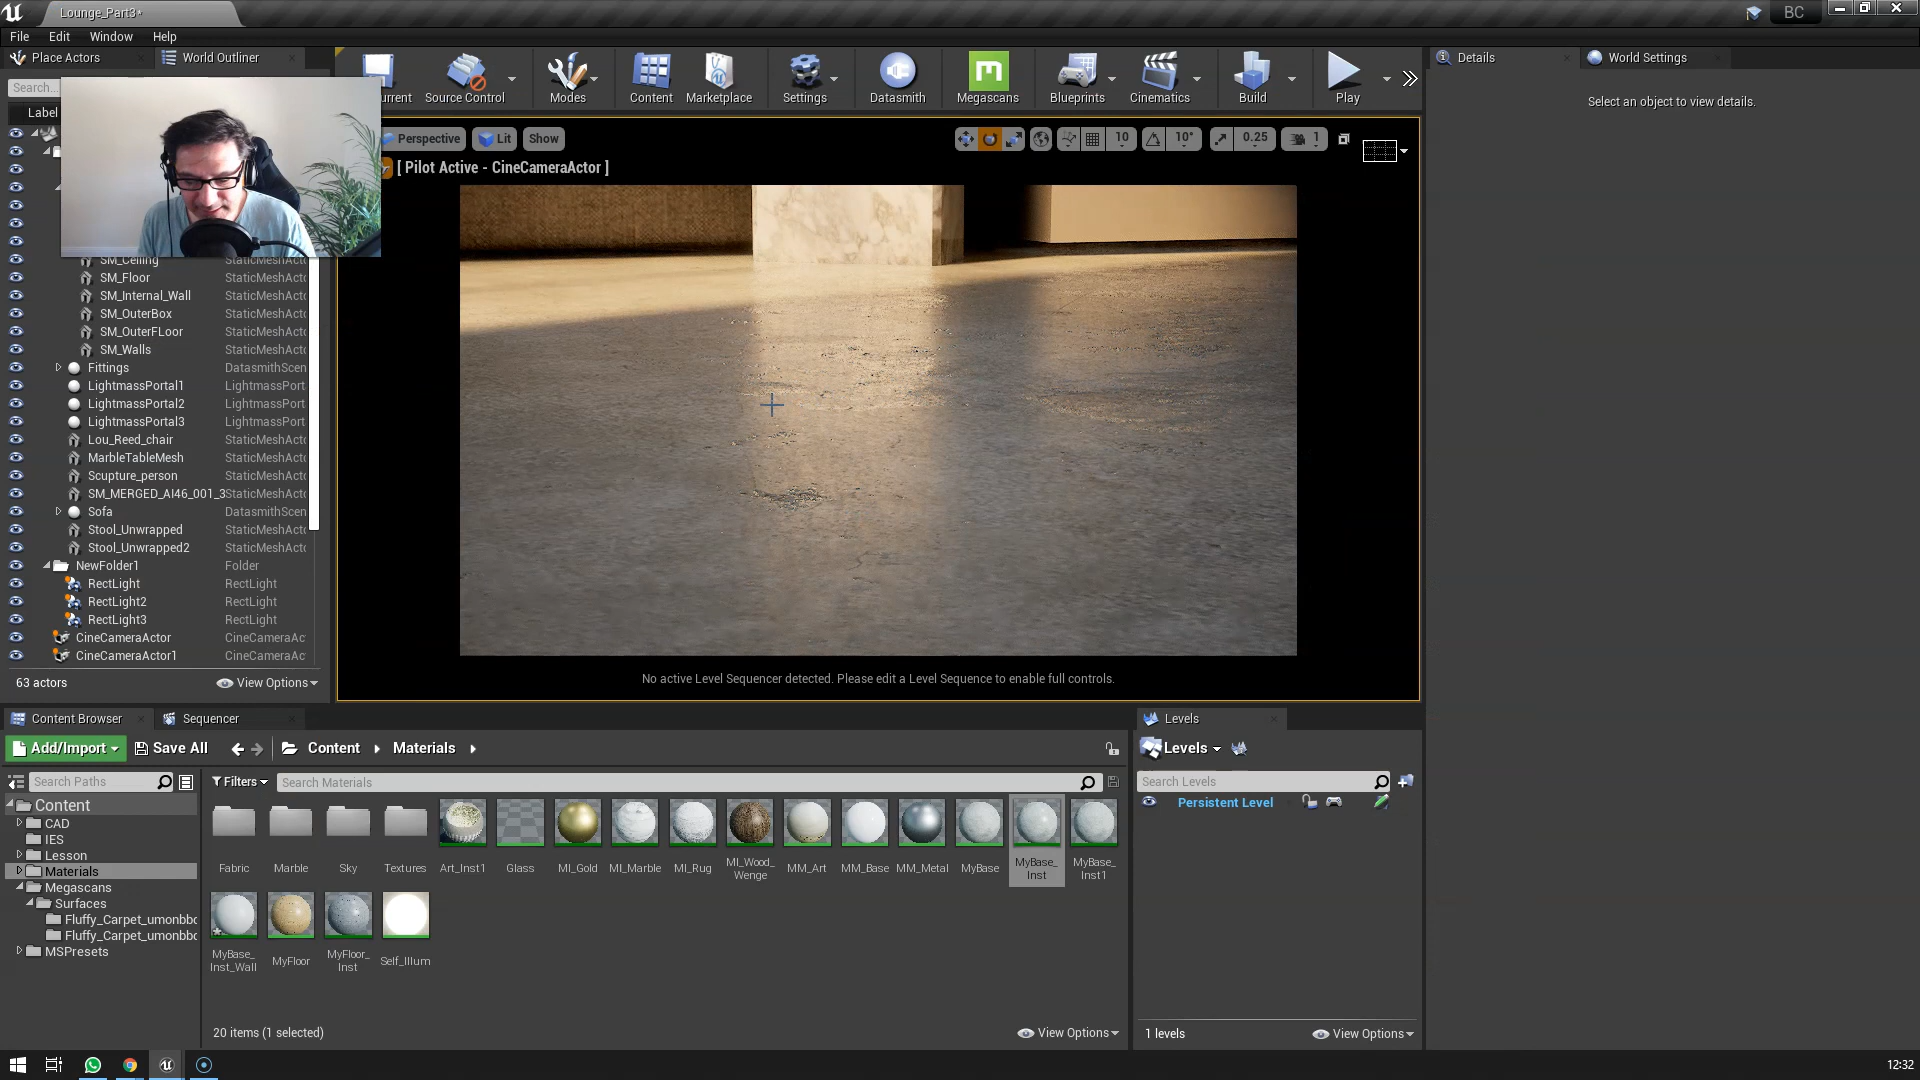 Lounge_Part3*
BC
File
Edit
Window
Help
Place Actors
World Outliner
Search...
Label
Source Control
Modes
Content
Marketplace
Settings
Datasmith
Megascans
Blueprints
Cinematics
Build
Play
Details
World Settings
Select an object to view details.
Perspective
Lit
Show
10
10°
0.25
1
[ Pilot Active - CineCameraActor ]
SM_Ceiling StaticMeshActo
SM_Floor StaticMeshActo
SM_Internal_Wall StaticMeshActo
SM_OuterBox StaticMeshActo
SM_OuterFLoor StaticMeshActo
SM_Walls StaticMeshActo
Fittings DatasmithScen
LightmassPortal1 LightmassPort
LightmassPortal2 LightmassPort
LightmassPortal3 LightmassPort
Lou_Reed_chair StaticMeshActo
MarbleTableMesh StaticMeshActo
Scupture_person StaticMeshActo
SM_MERGED_AI46_001_3 StaticMeshActo
Sofa DatasmithScen
Stool_Unwrapped StaticMeshActo
Stool_Unwrapped2 StaticMeshActo
NewFolder1 Folder
RectLight RectLight
RectLight2 RectLight
RectLight3 RectLight
CineCameraActor CineCameraAc
CineCameraActor1 CineCameraAc
63 actors
View Options
No active Level Sequencer detected. Please edit a Level Sequence to enable full controls.
Content Browser
Sequencer
Levels
Add/Import
Save All
Content
Materials
Levels
Search Paths
Filters
Search Materials
Search Levels
Content
CAD
IES
Lesson
Materials
Megascans
Surfaces
Fluffy_Carpet_umonbbc
Fluffy_Carpet_umonbbc
MSPresets
Fabric
Marble
Sky
Textures
Art_Inst1
Glass
MI_Gold
MI_Marble
MI_Rug
MI_Wood_
Wenge
MM_Art
MM_Base
MM_Metal
MyBase
MyBase_
Inst
MyBase_
Inst1
MyBase_
Inst_Wall
MyFloor
MyFloor_
Inst
Self_Illum
20 items (1 selected)
View Options
Persistent Level
1 levels
View Options
12:32